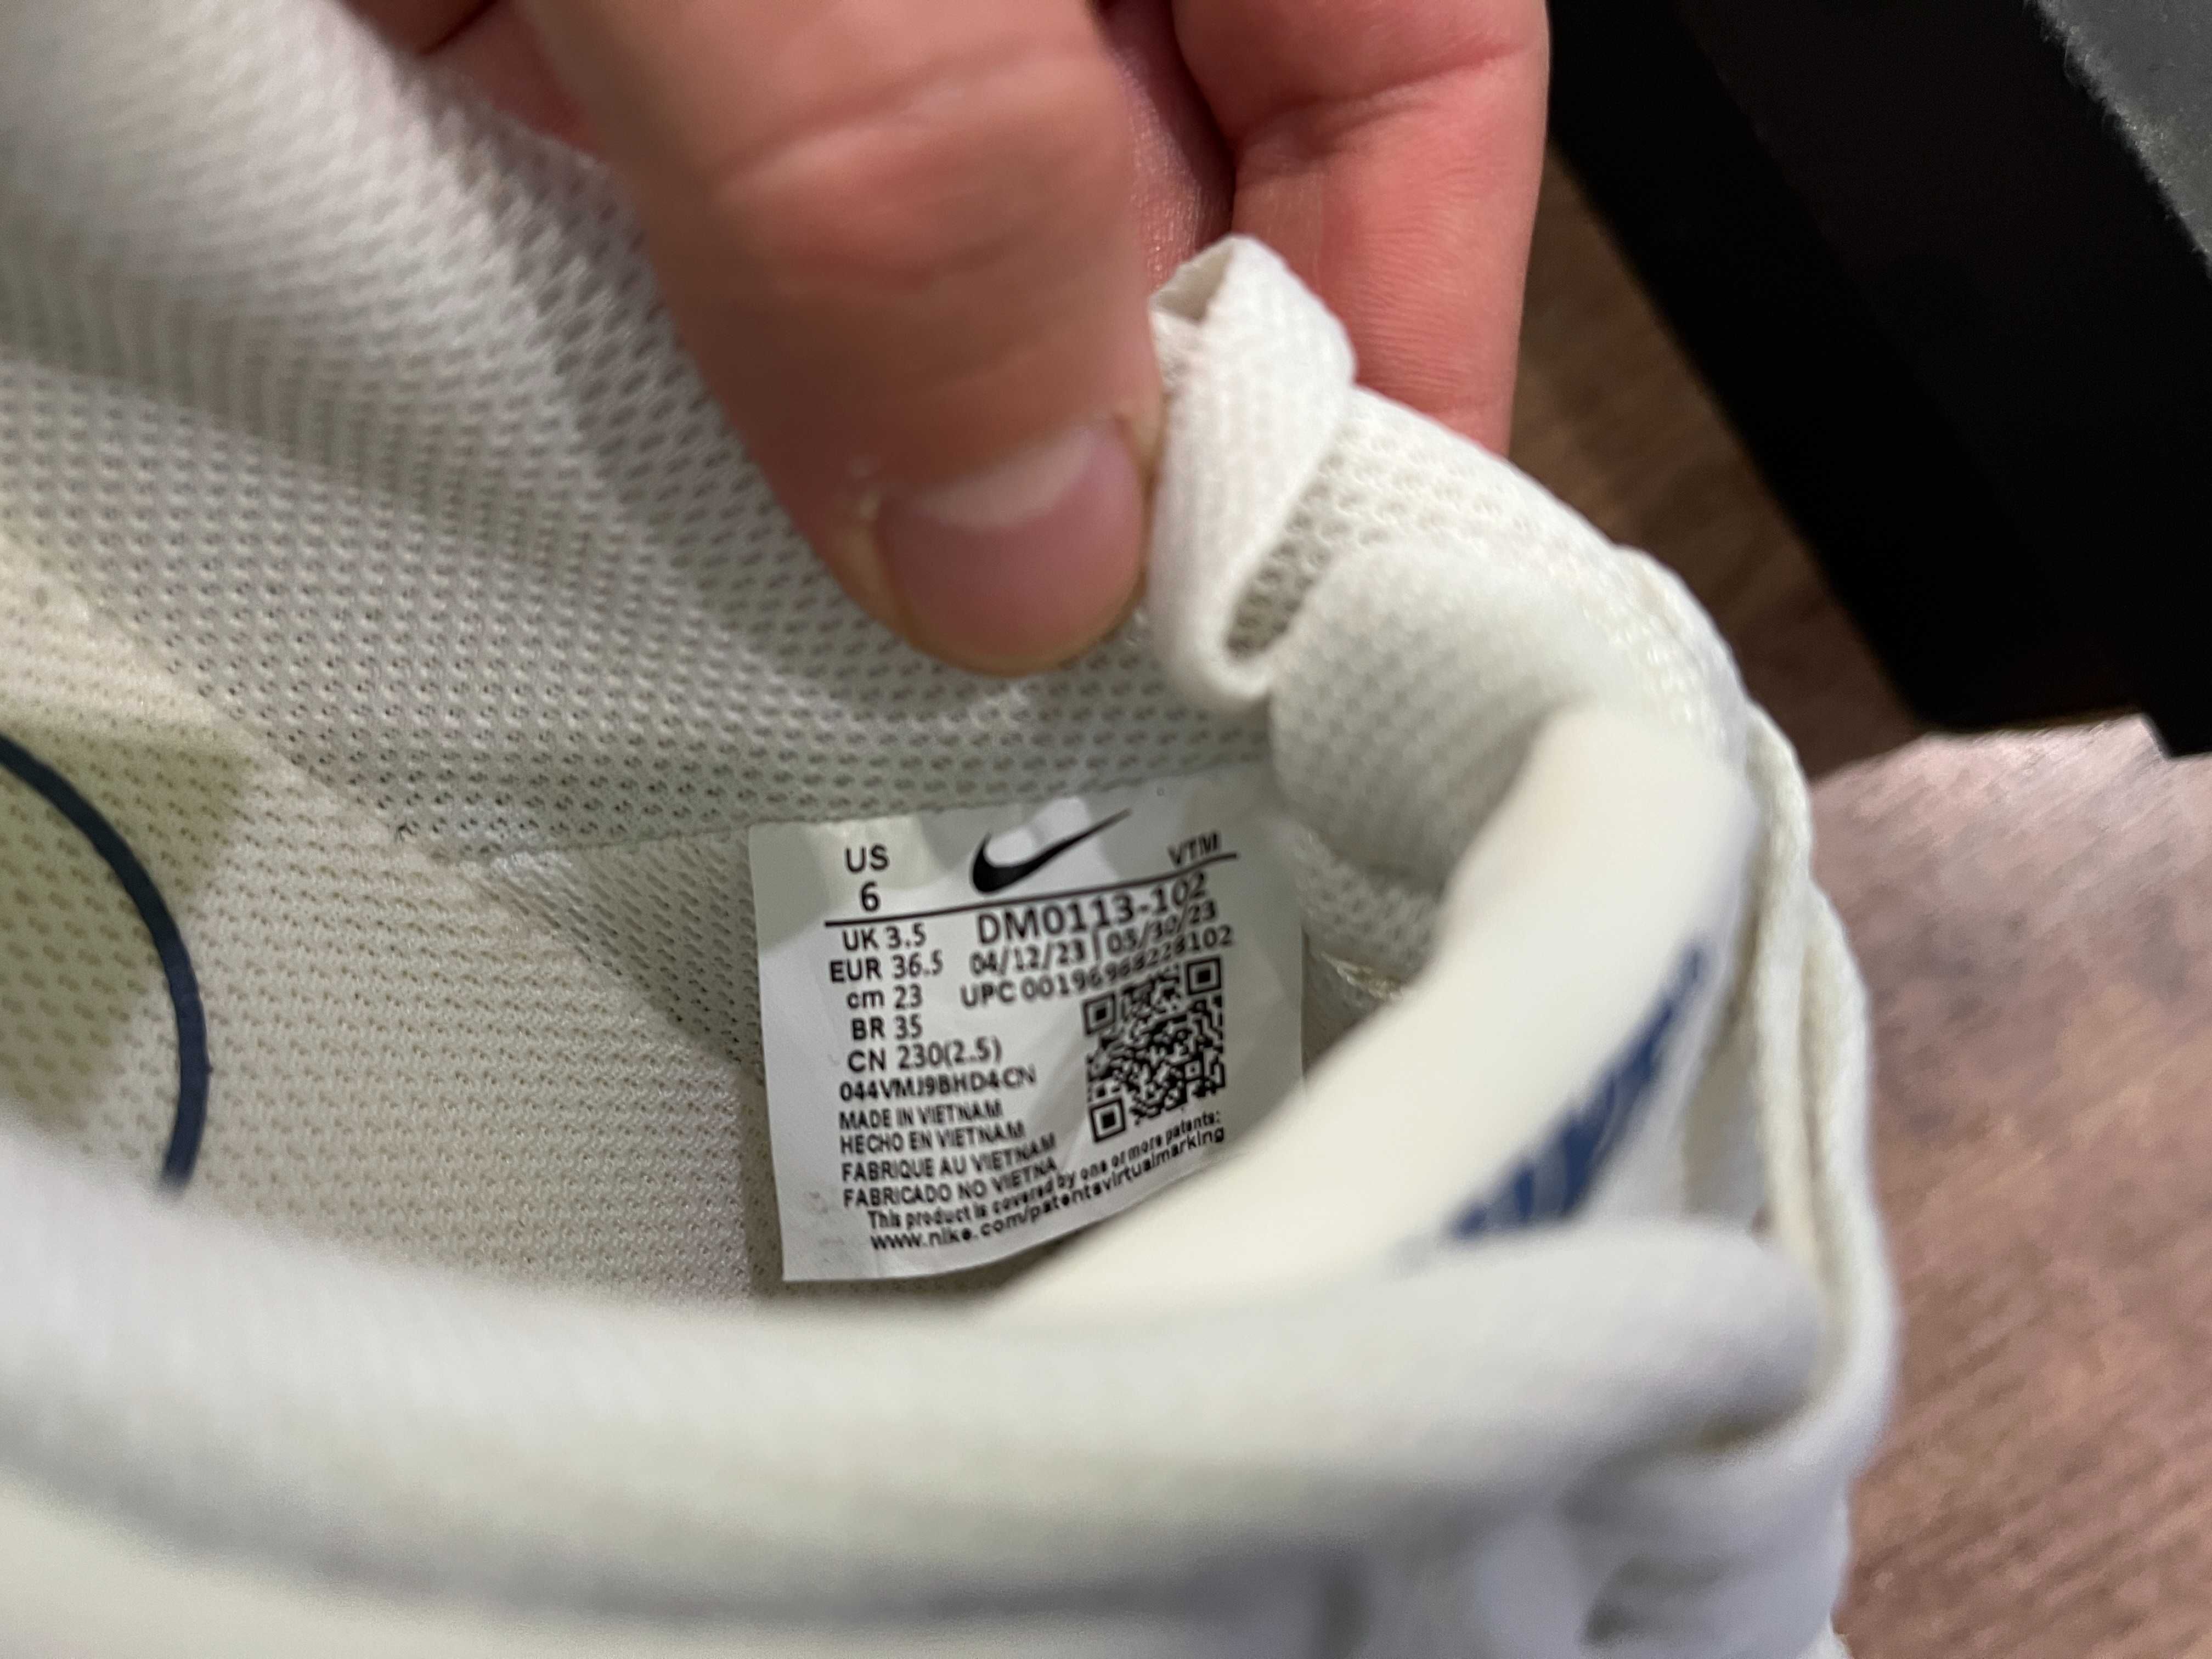 US
6
VTM
DM0113-102
UK 3.5
04/12/23 | 05/30/23
EUR 36.5
UPC 00196968228102
cm 23
BR 35
CN 230(2.5)
044VMJ9BHD4CN
MADE IN VIETNAM
HECHO EN VIETNAM
FABRIQUE AU VIETNAM
FABRICADO NO VIETNA
This product is covered by one or more patents:
www.nike.com/patentsvirtualmarking